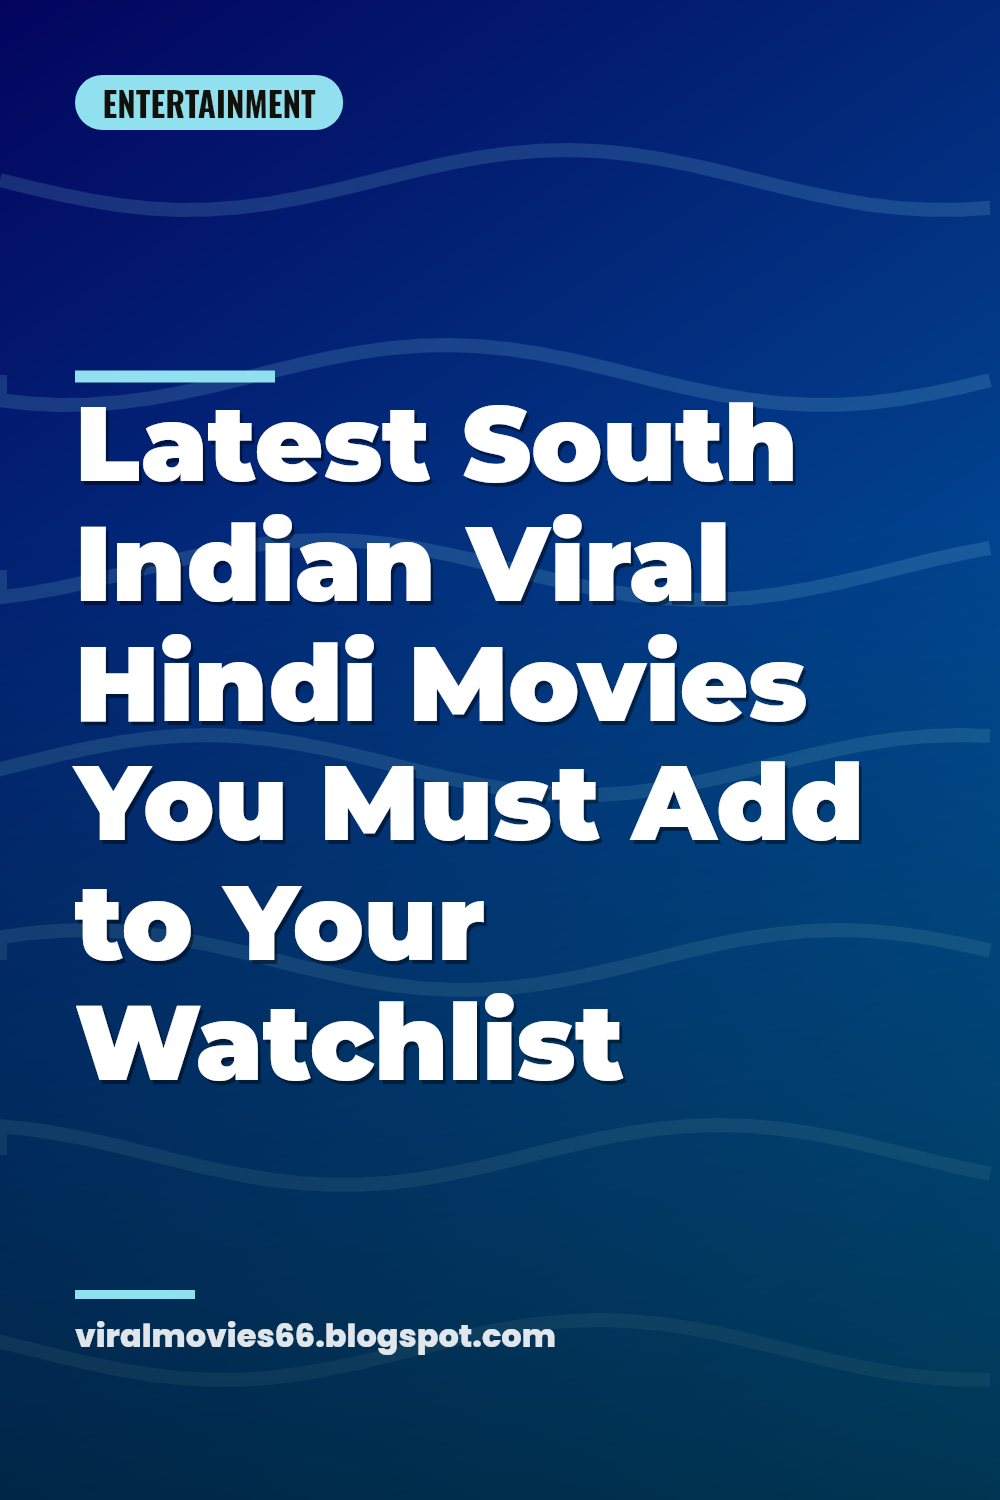 ENTERTAINMENT
Latest South
Indian Viral
Hindi Movies
You Must Add
to Your
Watchlist
viralmovies66.blogspot.com